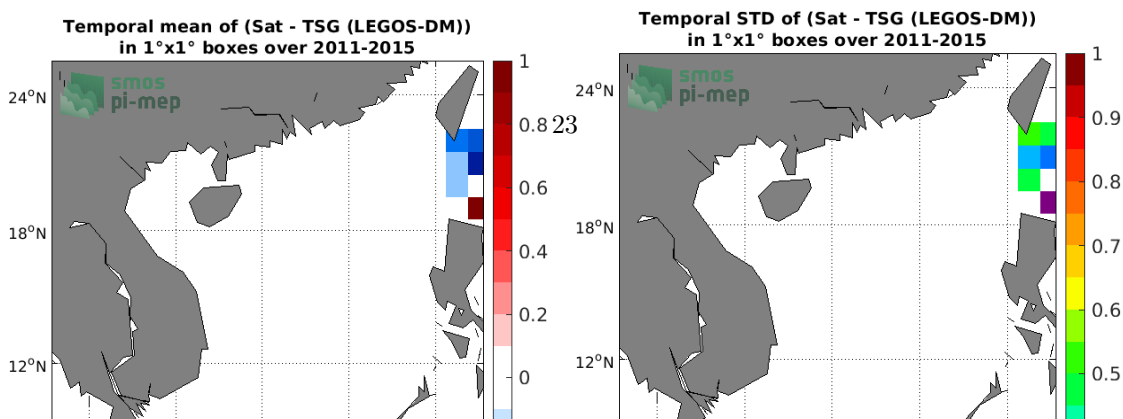 Temporal mean of (Sat - TSG (LEGOS-DM))
in 1°x1° boxes over 2011-2015
smos
pi-mep
24°N
18°N
12°N
1
0.8
0.6
0.4
0.2
0
23
Temporal STD of (Sat - TSG (LEGOS-DM))
in 1°x1° boxes over 2011-2015
smos
pi-mep
24°N
18°N
12°N
1
0.9
0.8
0.7
0.6
0.5